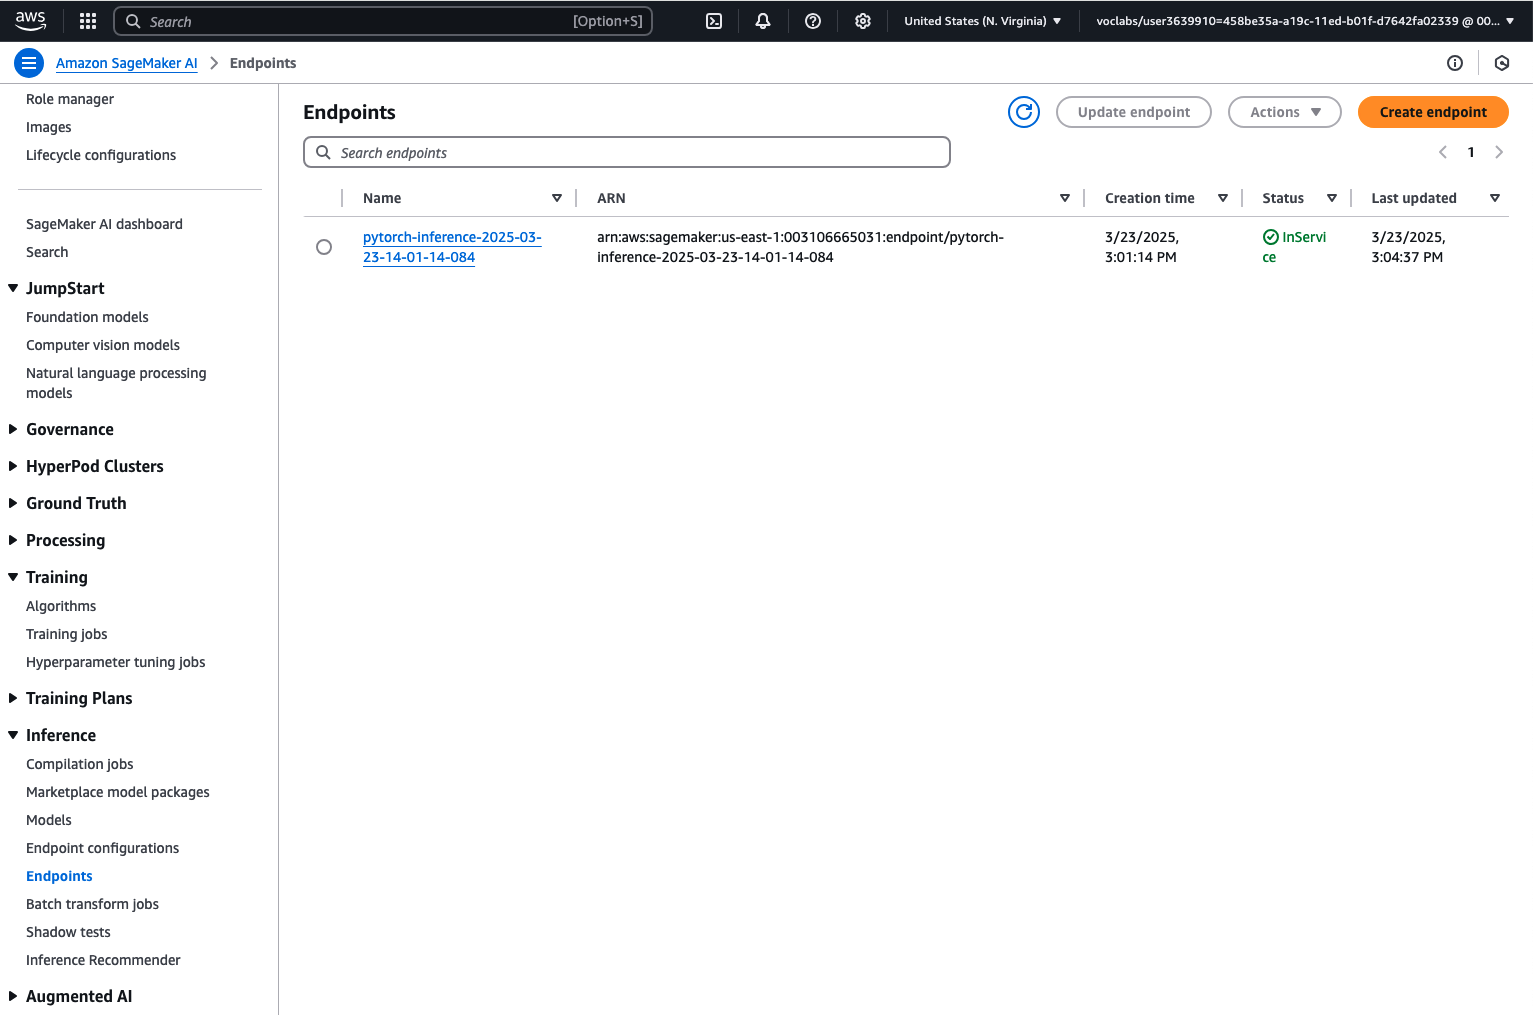 aws
Search [Option+S]
United States (N. Virginia)
voclabs/user3639910=458be35a-a19c-11ed-b01f-d7642fa02339 @ 00...
Amazon SageMaker AI > Endpoints
Role manager
Images
Lifecycle configurations
SageMaker AI dashboard
Search
JumpStart
Foundation models
Computer vision models
Natural language processing
models
Governance
HyperPod Clusters
Ground Truth
Processing
Training
Algorithms
Training jobs
Hyperparameter tuning jobs
Training Plans
Inference
Compilation jobs
Marketplace model packages
Models
Endpoint configurations
Endpoints
Batch transform jobs
Shadow tests
Inference Recommender
Augmented AI
Endpoints
Update endpoint
Actions
Create endpoint
Search endpoints
1
Name ARN Creation time Status Last updated
pytorch-inference-2025-03- arn:aws:sagemaker:us-east-1:003106665031:endpoint/pytorch- 3/23/2025, InServi 3/23/2025,
23-14-01-14-084 inference-2025-03-23-14-01-14-084 3:01:14 PM ce 3:04:37 PM